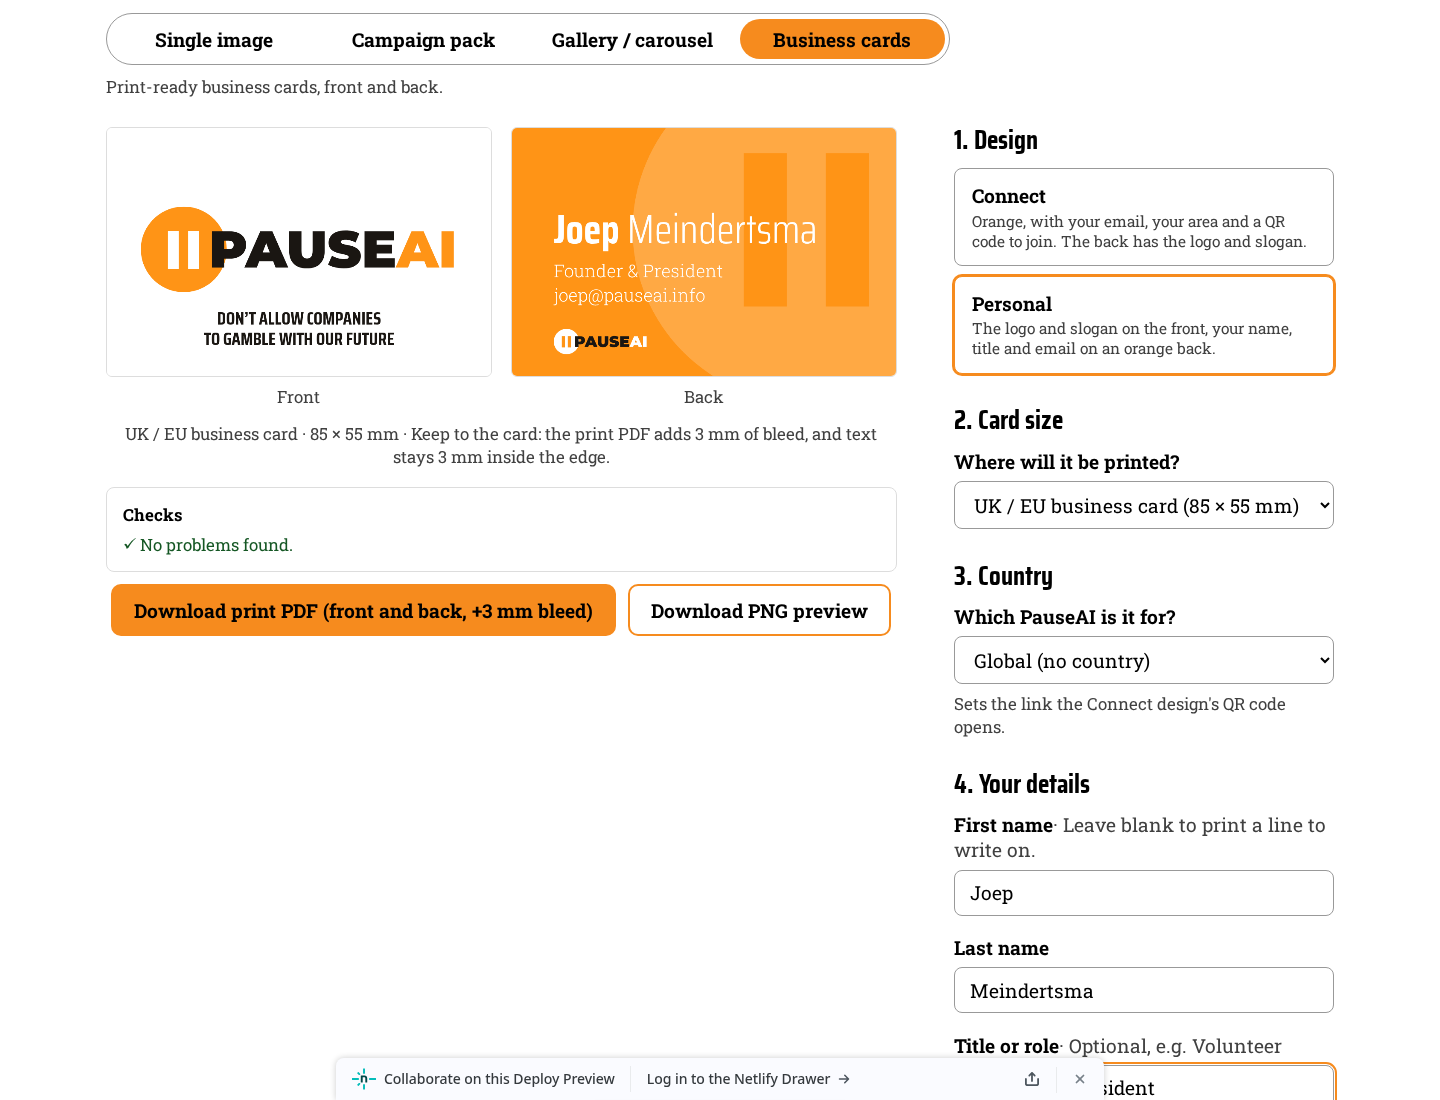 Single image
Campaign pack
Gallery / carousel
Business cards
Print-ready business cards, front and back.
PAUSEAI
DON'T ALLOW COMPANIES
TO GAMBLE WITH OUR FUTURE
Front
Joep Meindertsma
Founder & President
joep@pauseai.info
PAUSEAI
Back
UK / EU business card · 85 × 55 mm · Keep to the card: the print PDF adds 3 mm of bleed, and text
stays 3 mm inside the edge.
Checks
✓ No problems found.
Download print PDF (front and back, +3 mm bleed)
Download PNG preview
1. Design
Connect
Orange, with your email, your area and a QR
code to join. The back has the logo and slogan.
Personal
The logo and slogan on the front, your name,
title and email on an orange back.
2. Card size
Where will it be printed?
UK / EU business card (85 × 55 mm)
3. Country
Which PauseAI is it for?
Global (no country)
Sets the link the Connect design's QR code
opens.
4. Your details
First name· Leave blank to print a line to
write on.
Joep
Last name
Meindertsma
Title or role· Optional, e.g. Volunteer
Collaborate on this Deploy Preview
Log in to the Netlify Drawer →